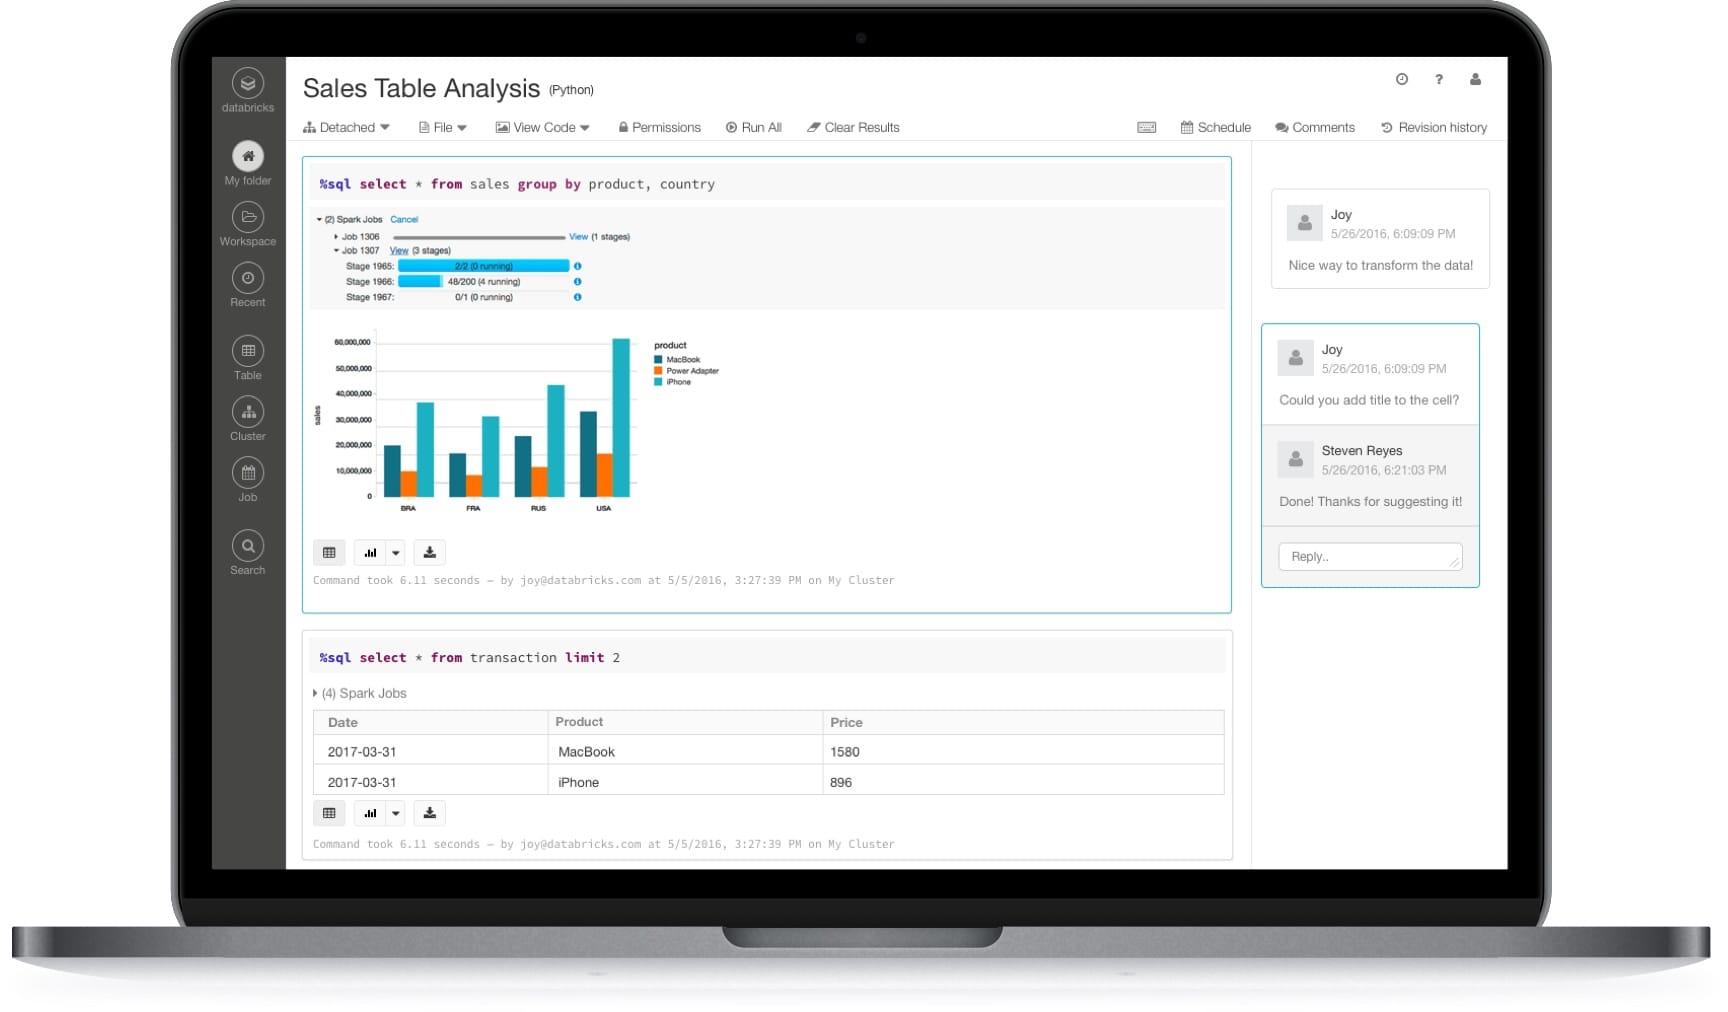 databricks
My folder
Workspace
Recent
Table
Cluster
Job
Search
Sales Table Analysis (Python)
?
Detached File View Code Permissions Run All Clear Results Schedule Comments Revision history
%sql select * from sales group by product, country
(2) Spark Jobs Cancel
Job 1306 View (1 stages)
Job 1307 View (3 stages)
Stage 1965: 2/2 (0 running)
Stage 1966: 48/200 (4 running)
Stage 1967: 0/1 (0 running)
sales
60,000,000
50,000,000
40,000,000
30,000,000
20,000,000
10,000,000
0
BRA FRA RUS USA
product
MacBook
Power Adapter
iPhone
Command took 6.11 seconds — by joy@databricks.com at 5/5/2016, 3:27:39 PM on My Cluster
%sql select * from transaction limit 2
(4) Spark Jobs
Date Product Price
2017-03-31 MacBook 1580
2017-03-31 iPhone 896
Command took 6.11 seconds — by joy@databricks.com at 5/5/2016, 3:27:39 PM on My Cluster
Joy
5/26/2016, 6:09:09 PM
Nice way to transform the data!
Joy
5/26/2016, 6:09:09 PM
Could you add title to the cell?
Steven Reyes
5/26/2016, 6:21:03 PM
Done! Thanks for suggesting it!
Reply..